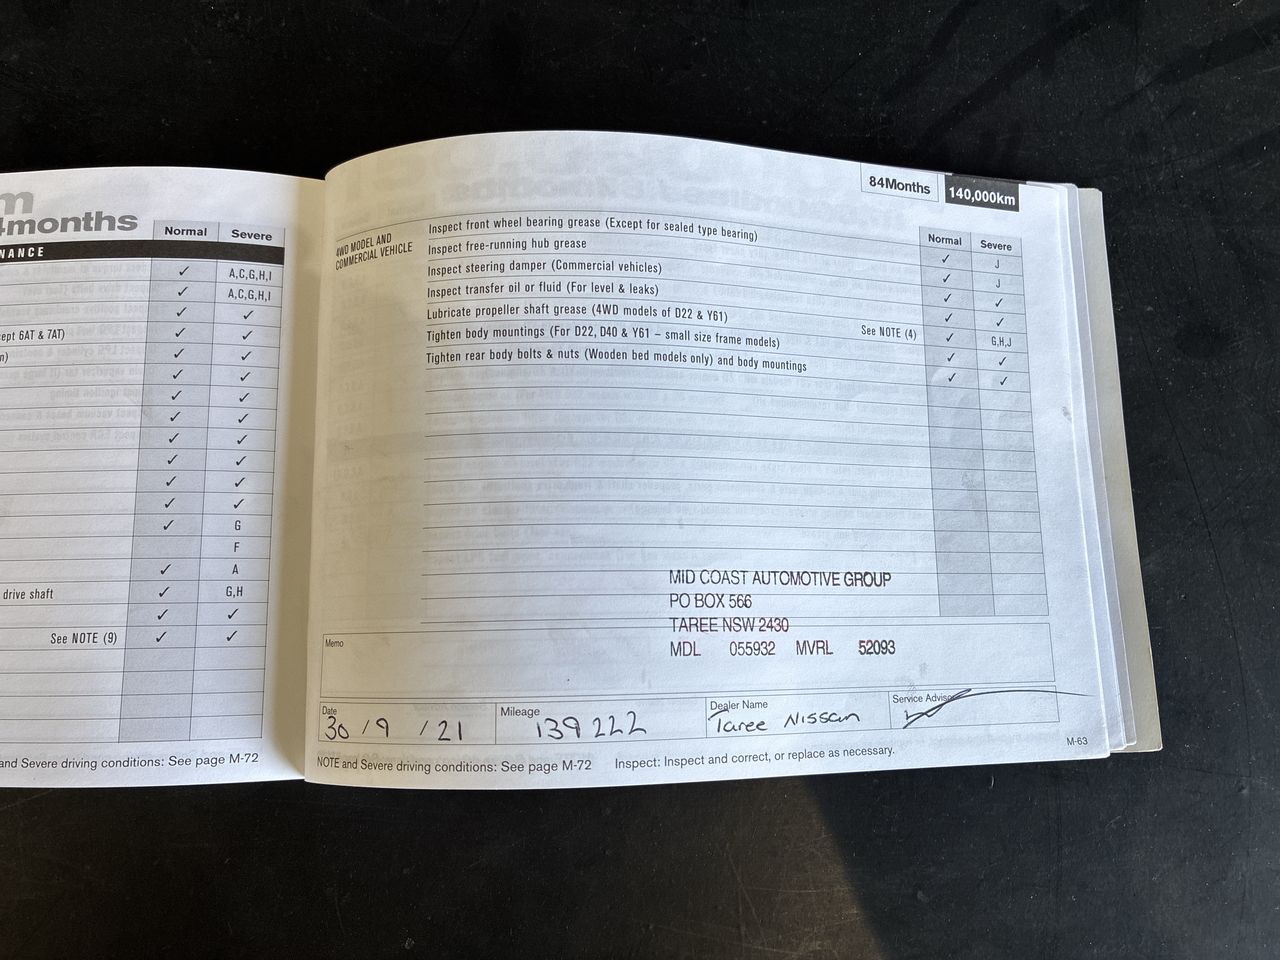 m
4months
Normal Severe
NANCE
✓ A,C,G,H,I
✓ A,C,G,H,I
✓ ✓
ept 6AT & 7AT) ✓ ✓
n) ✓ ✓
✓ ✓
✓ ✓
✓ ✓
✓ ✓
✓ ✓
✓ ✓
✓ ✓
✓ G
F
✓ A
drive shaft ✓ G,H
✓ ✓
See NOTE (9) ✓ ✓
and Severe driving conditions: See page M-72
84Months 140,000km
Normal Severe
4WD MODEL AND
COMMERCIAL VEHICLE
Inspect front wheel bearing grease (Except for sealed type bearing) ✓ J
Inspect free-running hub grease ✓ J
Inspect steering damper (Commercial vehicles) ✓ ✓
Inspect transfer oil or fluid (For level & leaks) ✓ ✓
Lubricate propeller shaft grease (4WD models of D22 & Y61) See NOTE (4) ✓ G,H,J
Tighten body mountings (For D22, D40 & Y61 – small size frame models) ✓ ✓
Tighten rear body bolts & nuts (Wooden bed models only) and body mountings ✓ ✓
MID COAST AUTOMOTIVE GROUP
PO BOX 566
TAREE NSW 2430
MDL 055932 MVRL 52093
Memo
Date 30/9/21 Mileage 139222 Dealer Name Taree Nissan Service Advisor
NOTE and Severe driving conditions: See page M-72 Inspect: Inspect and correct, or replace as necessary.
M-63